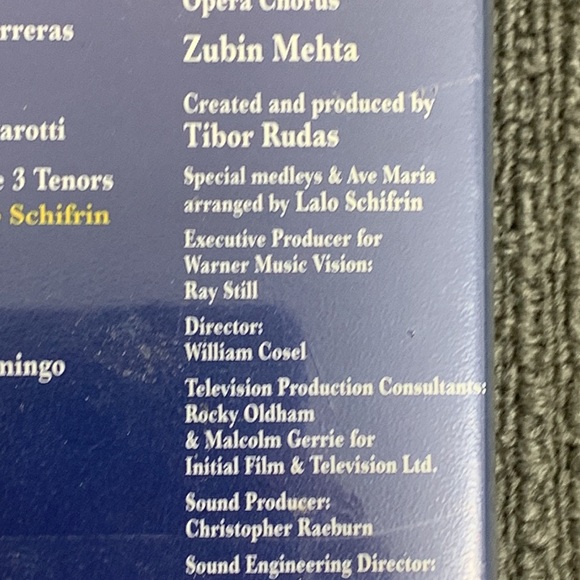 Opera Chorus
rreras
Zubin Mehta
Created and produced by
arotti
Tibor Rudas
3 Tenors
Special medleys & Ave Maria
Schifrin
arranged by Lalo Schifrin
Executive Producer for
Warner Music Vision:
Ray Still
Director:
William Cosel
mingo
Television Production Consultants:
Rocky Oldham
& Malcolm Gerrie for
Initial Film & Television Ltd.
Sound Producer:
Christopher Raeburn
Sound Engineering Director: